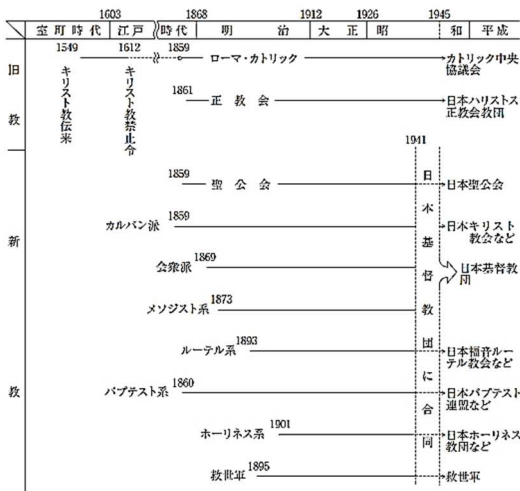 1603 1868 1912 1926 1945
室町時代 江戸 時代 明 治 大 正 昭 和 平成
旧教
1549 1612 1859
ローマ・カトリック
カトリック中央
協議会
キリスト教伝来
キリスト教禁止令
1861
正 教 会
日本ハリストス
正教会教団
新教
1941
日本基督教団に合同
1859
聖 公 会
日本聖公会
カルバン派 1859
日本キリスト
教会など
会衆派 1869
日本基督教
団
メソジスト系 1873
ルーテル系 1893
日本福音ルー
テル教会など
バプテスト系 1860
日本バプテスト
連盟など
ホーリネス系 1901
日本ホーリネス
教団など
救世軍 1895
救世軍